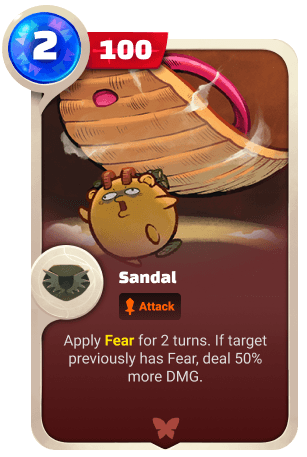 2
100
Sandal
Attack
Apply Fear for 2 turns. If target
previously has Fear, deal 50%
more DMG.